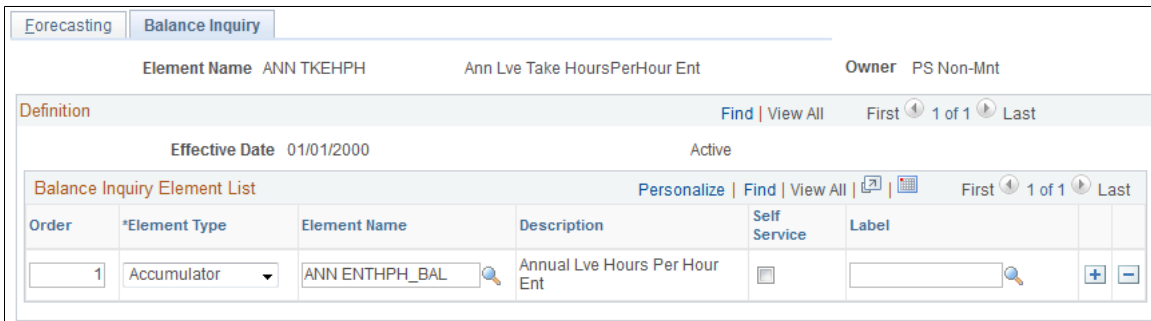 Forecasting Balance Inquiry
Element Name ANN TKEHPH Ann Lve Take HoursPerHour Ent Owner PS Non-Mnt
Definition Find | View All First 1 of 1 Last
Effective Date 01/01/2000 Active
Balance Inquiry Element List Personalize | Find | View All | | First 1 of 1 Last
Order *Element Type Element Name Description Self Service Label
1 Accumulator ANN ENTHPH_BAL Annual Lve Hours Per Hour Ent